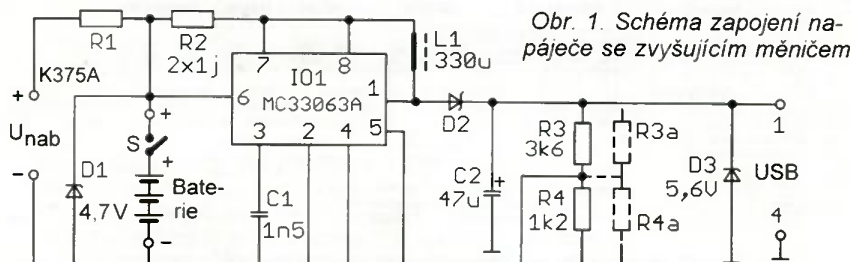 Obr. 1. Schéma zapojení na-
páječe se zvyšujícím měničem
R1
R2
2x1j
L1
330u
K375A
7
8
IO1
MC33063A
6
1
3
2
4
5
+
Unab
-
+
S
+
D1
4,7V
Bate-
rie
-
C1
1n5
D2
C2
47u
+
R3
3k6
R3a
R4
1k2
R4a
D3
5,6V
1
USB
4